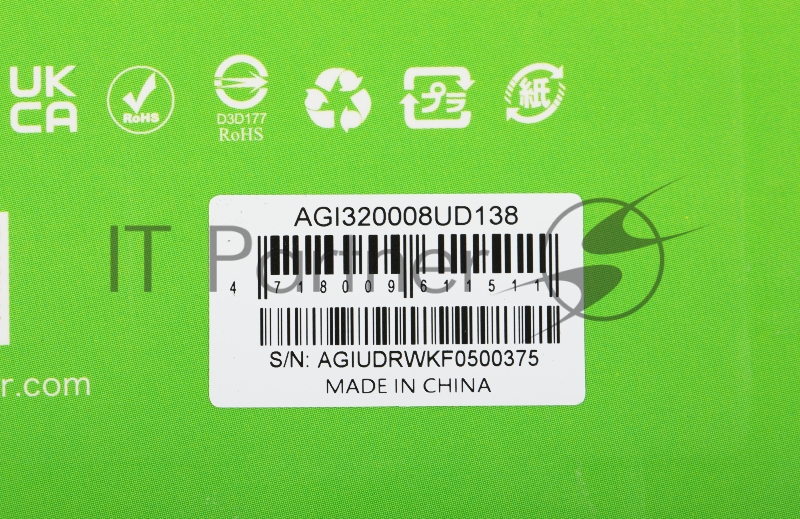 UK
CA
RoHS
D3D177
RoHS
プラ
紙
AGI320008UD138
IT Partner
4 718009 611511
S/N: AGIUDRWKF0500375
r.com
MADE IN CHINA